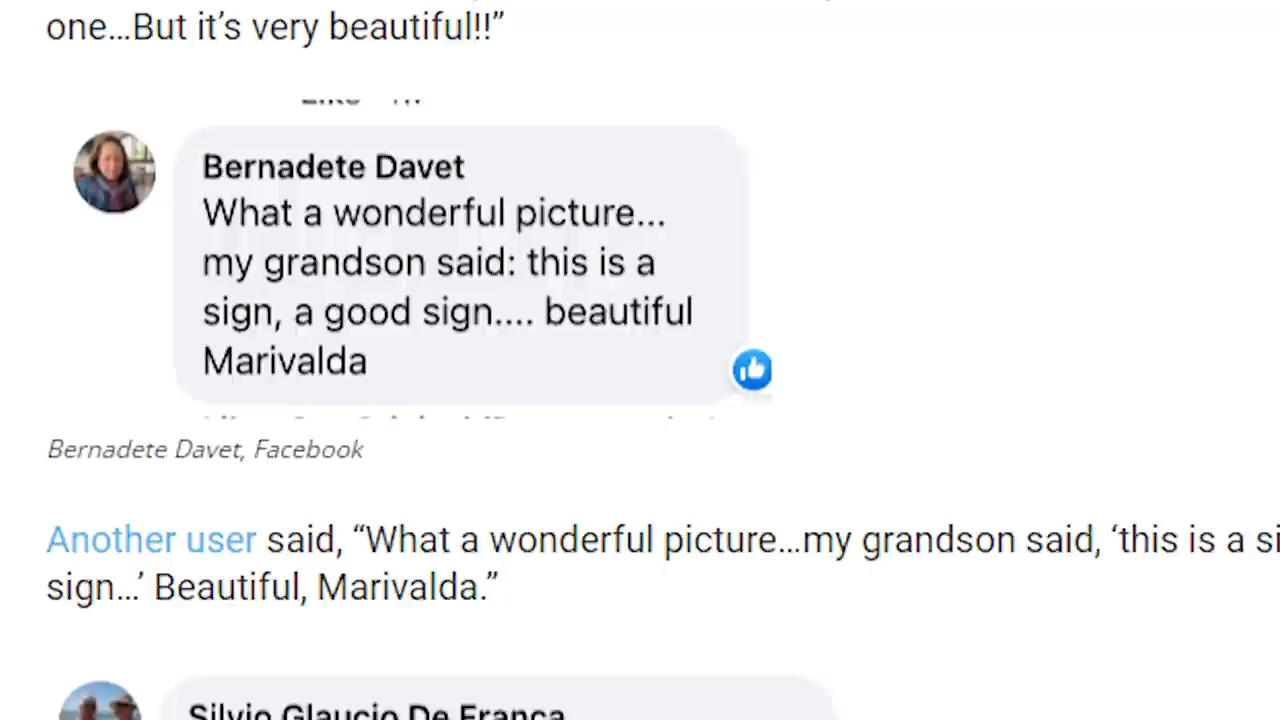 one…But it’s very beautiful!!”
Bernadete Davet
What a wonderful picture...
my grandson said: this is a
sign, a good sign.... beautiful
Marivalda
Bernadete Davet, Facebook
Another user said, “What a wonderful picture…my grandson said, ‘this is a si
sign…’ Beautiful, Marivalda.”
Silvio Glaucio De Franca